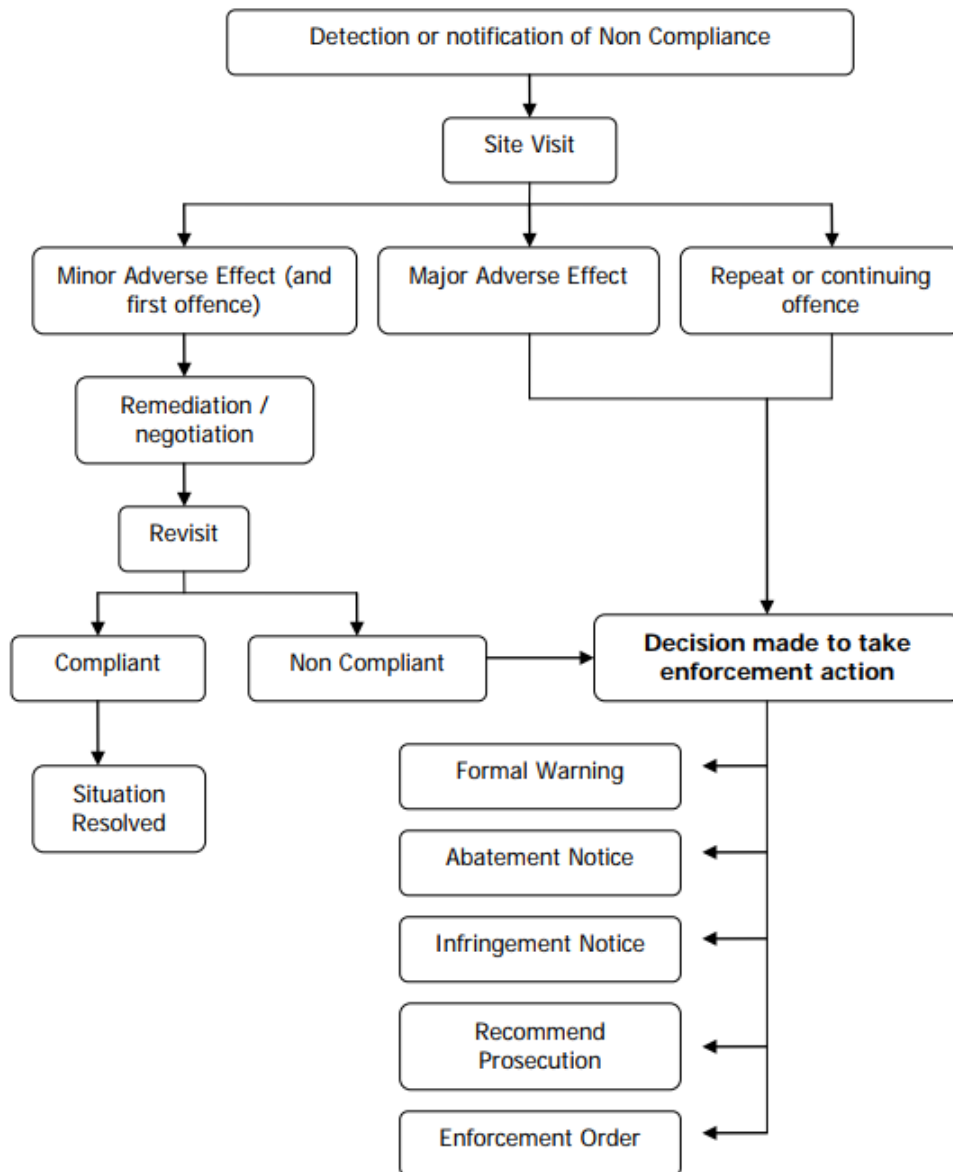 Detection or notification of Non Compliance
Site Visit
Minor Adverse Effect (and
first offence)
Major Adverse Effect
Repeat or continuing
offence
Remediation /
negotiation
Revisit
Compliant
Non Compliant
Decision made to take
enforcement action
Situation
Resolved
Formal Warning
Abatement Notice
Infringement Notice
Recommend
Prosecution
Enforcement Order